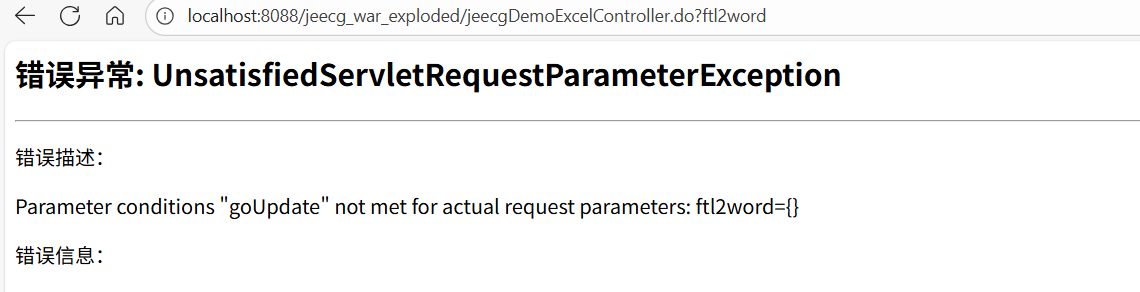 localhost:8088/jeecg_war_exploded/jeecgDemoExcelController.do?ftl2word
错误异常: UnsatisfiedServletRequestParameterException
错误描述：
Parameter conditions "goUpdate" not met for actual request parameters: ftl2word={}
错误信息：